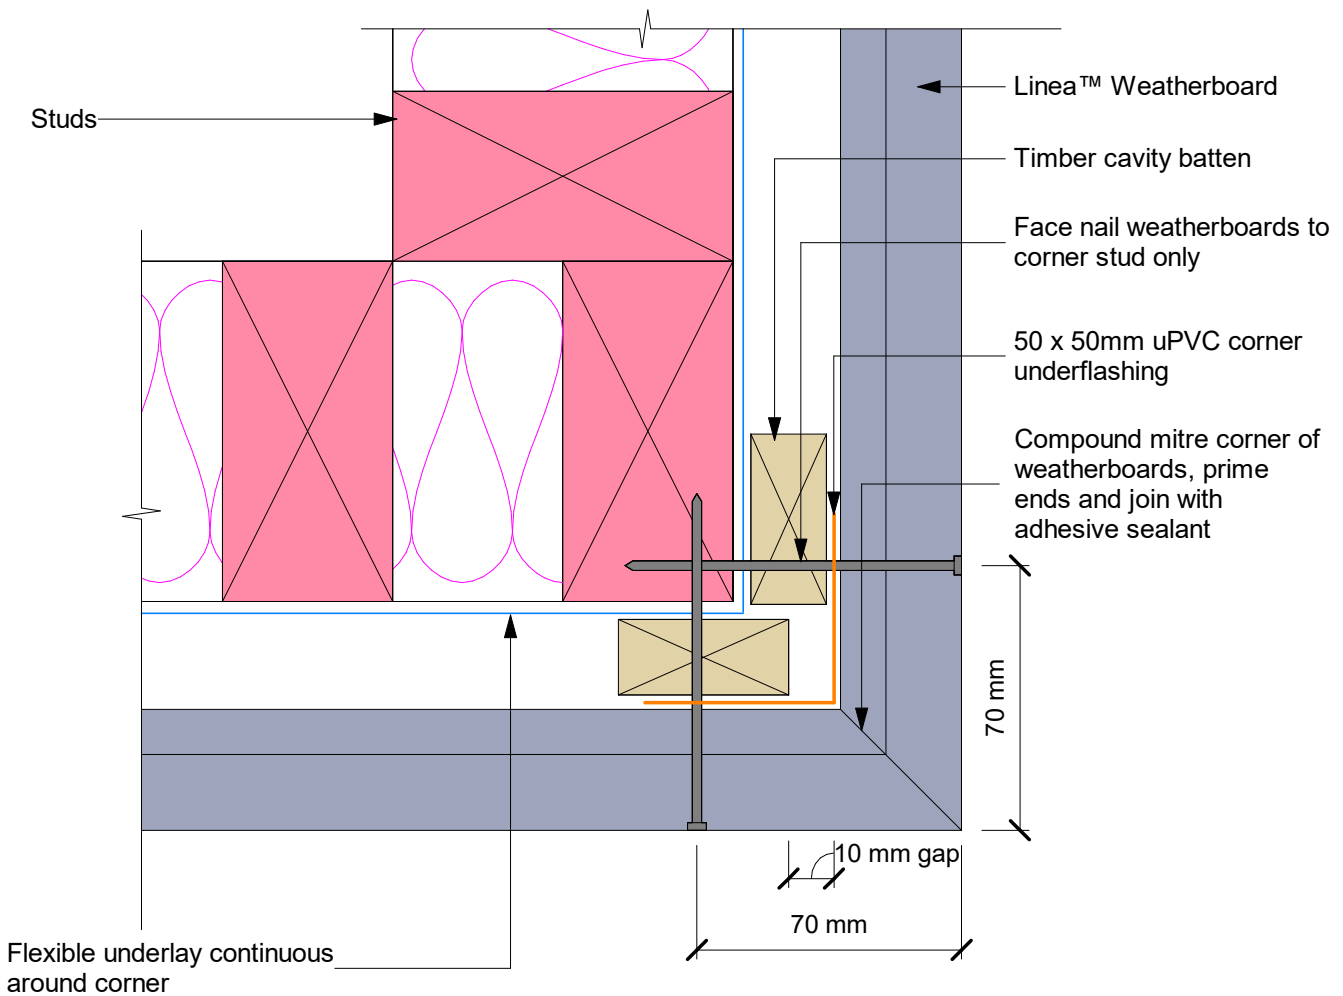 Studs
Linea™ Weatherboard
Timber cavity batten
Face nail weatherboards to
corner stud only
50 x 50mm uPVC corner
underflashing
Compound mitre corner of
weatherboards, prime
ends and join with
adhesive sealant
70 mm
10 mm gap
70 mm
Flexible underlay continuous
around corner